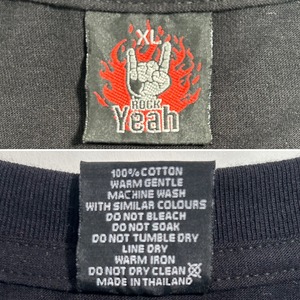 XL
ROCK
Yeah
100% COTTON
WARM GENTLE
MACHINE WASH
WITH SIMILAR COLOURS
DO NOT BLEACH
DO NOT SOAK
DO NOT TUMBLE DRY
LINE DRY
WARM IRON
DO NOT DRY CLEAN
MADE IN THAILAND